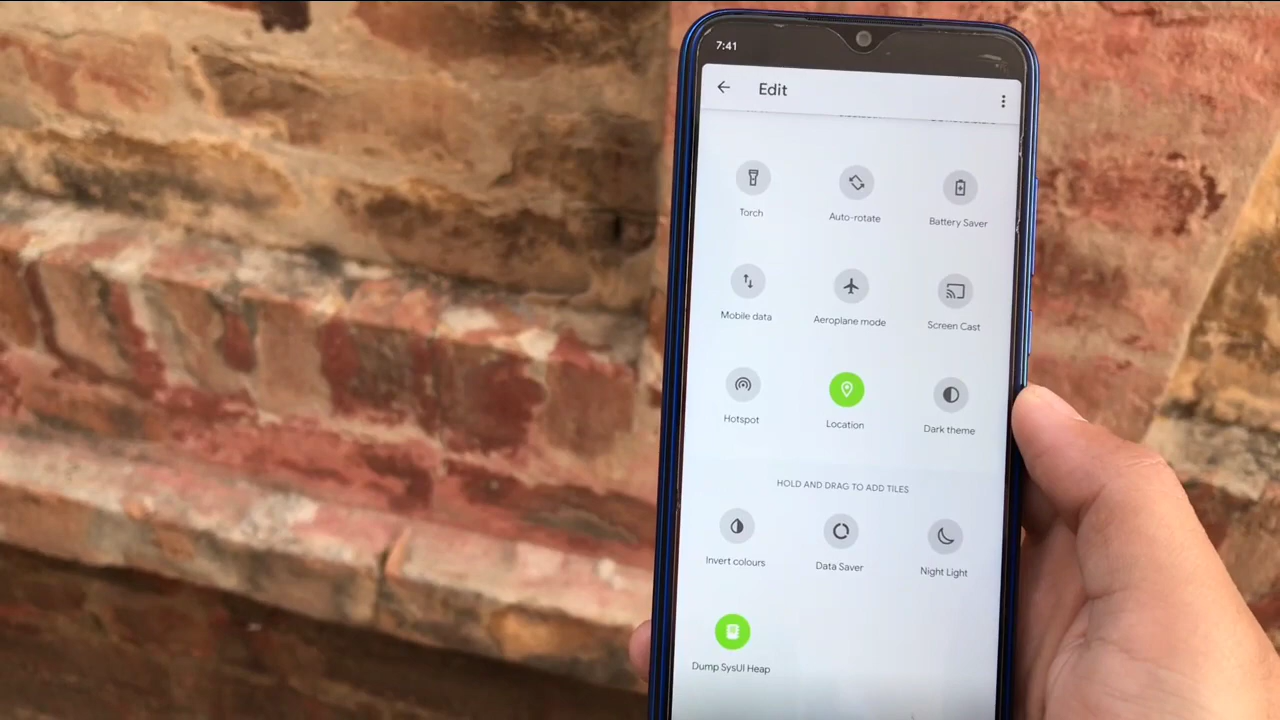 7:41
Edit
Torch
Auto-rotate
Battery Saver
Mobile data
Aeroplane mode
Screen Cast
Hotspot
Location
Dark theme
HOLD AND DRAG TO ADD TILES
Invert colours
Data Saver
Night Light
Dump SysUI Heap